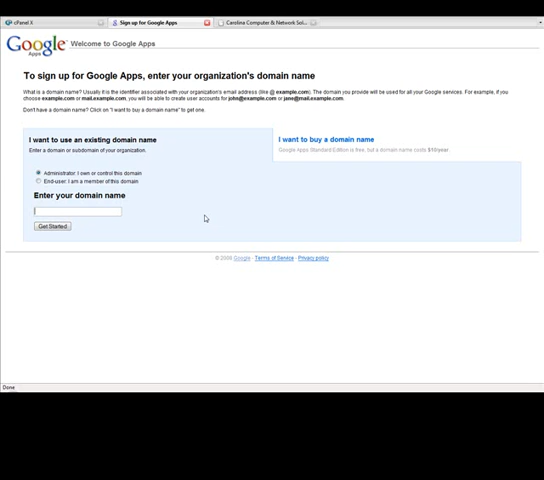 cPanel X
Sign up for Google Apps
Carolina Computer & Network Sol...
Google Apps
Welcome to Google Apps
To sign up for Google Apps, enter your organization's domain name
What is a domain name? Usually it is the identifier associated with your organization's email address (like @ example.com). The domain you provide will be used for all your Google services. For example, if you
choose example.com or mail.example.com, you will be able to create user accounts for john@example.com or jane@mail.example.com.
Don't have a domain name? Click on "I want to buy a domain name" to get one.
I want to use an existing domain name
Enter a domain or subdomain of your organization.
I want to buy a domain name
Google Apps Standard Edition is free, but a domain name costs $10/year.
Administrator: I own or control this domain
End-user: I am a member of this domain
Enter your domain name
Get Started
© 2008 Google - Terms of Service - Privacy policy
Done